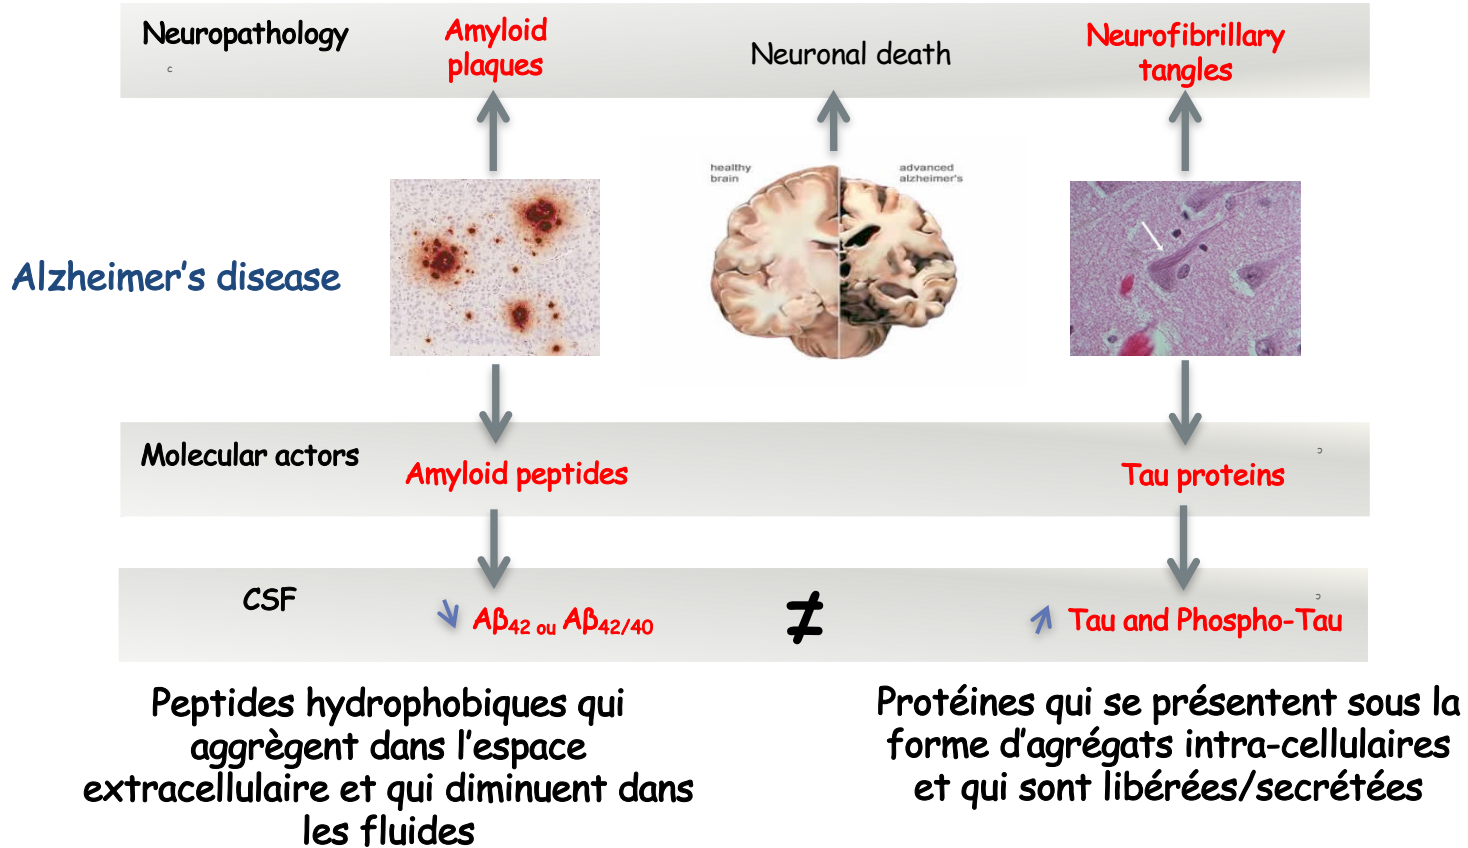 Neuropathology
c
Amyloid
plaques
Neuronal death
Neurofibrillary
tangles
healthy
brain
advanced
alzheimer's
Alzheimer's disease
Molecular actors
Amyloid peptides
Tau proteins
CSF
Aβ42 ou Aβ42/40
≠
Tau and Phospho-Tau
Peptides hydrophobiques qui
aggrègent dans l'espace
extracellulaire et qui diminuent dans
les fluides
Protéines qui se présentent sous la
forme d'agrégats intra-cellulaires
et qui sont libérées/secrétées